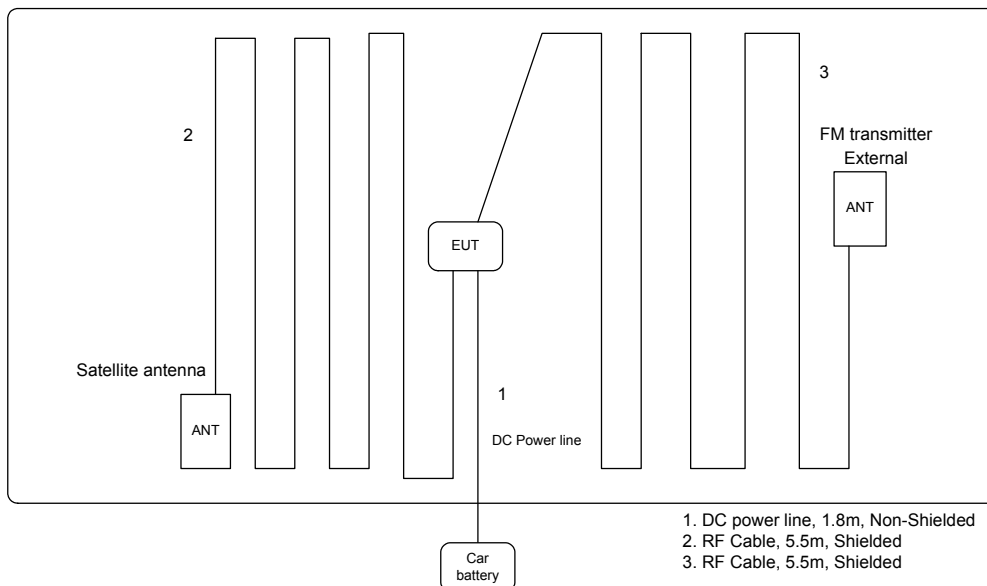 3
2
FM transmitter
External
ANT
EUT
Satellite antenna
1
ANT
DC Power line
1. DC power line, 1.8m, Non-Shielded
2. RF Cable, 5.5m, Shielded
3. RF Cable, 5.5m, Shielded
Car
battery